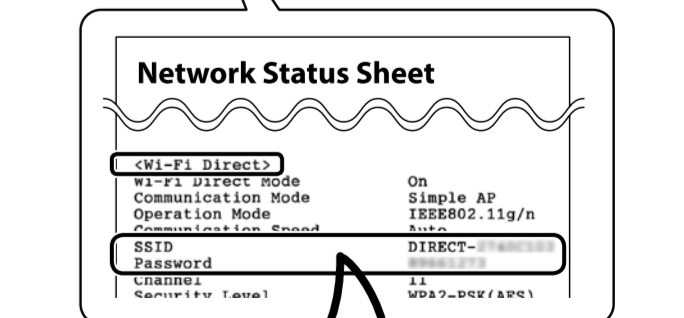 Network Status Sheet
<Wi-Fi Direct>
Wi-Fi Direct Mode On
Communication Mode Simple AP
Operation Mode IEEE802.11g/n
Communication Speed Auto
SSID DIRECT-
Password
Channel 11
Security Level WPA2-PSK(AES)